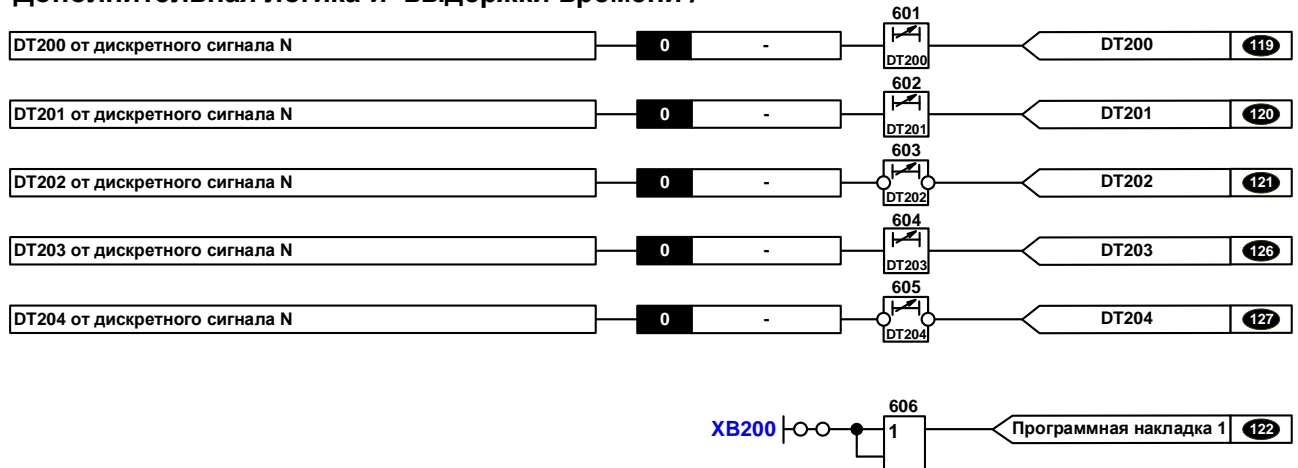 Дополнительная логика и выдержки времени /
601
DT200 от дискретного сигнала N 0 - DT200 DT200 119
602
DT201 от дискретного сигнала N 0 - DT201 DT201 120
603
DT202 от дискретного сигнала N 0 - DT202 DT202 121
604
DT203 от дискретного сигнала N 0 - DT203 DT203 126
605
DT204 от дискретного сигнала N 0 - DT204 DT204 127
606
XB200 1 Программная накладка 1 122